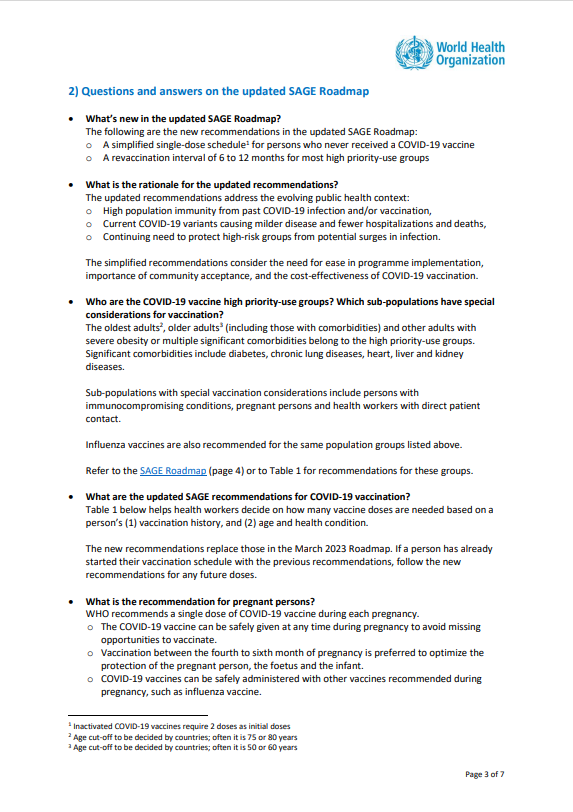 World Health
Organization
2) Questions and answers on the updated SAGE Roadmap
• What's new in the updated SAGE Roadmap?
The following are the new recommendations in the updated SAGE Roadmap:
o A simplified single-dose schedule¹ for persons who never received a COVID-19 vaccine
o A revaccination interval of 6 to 12 months for most high priority-use groups
• What is the rationale for the updated recommendations?
The updated recommendations address the evolving public health context:
o High population immunity from past COVID-19 infection and/or vaccination,
o Current COVID-19 variants causing milder disease and fewer hospitalizations and deaths,
o Continuing need to protect high-risk groups from potential surges in infection.
The simplified recommendations consider the need for ease in programme implementation,
importance of community acceptance, and the cost-effectiveness of COVID-19 vaccination.
• Who are the COVID-19 vaccine high priority-use groups? Which sub-populations have special
considerations for vaccination?
The oldest adults², older adults³ (including those with comorbidities) and other adults with
severe obesity or multiple significant comorbidities belong to the high priority-use groups.
Significant comorbidities include diabetes, chronic lung diseases, heart, liver and kidney
diseases.
Sub-populations with special vaccination considerations include persons with
immunocompromising conditions, pregnant persons and health workers with direct patient
contact.
Influenza vaccines are also recommended for the same population groups listed above.
Refer to the SAGE Roadmap (page 4) or to Table 1 for recommendations for these groups.
• What are the updated SAGE recommendations for COVID-19 vaccination?
Table 1 below helps health workers decide on how many vaccine doses are needed based on a
person's (1) vaccination history, and (2) age and health condition.
The new recommendations replace those in the March 2023 Roadmap. If a person has already
started their vaccination schedule with the previous recommendations, follow the new
recommendations for any future doses.
• What is the recommendation for pregnant persons?
WHO recommends a single dose of COVID-19 vaccine during each pregnancy.
o The COVID-19 vaccine can be safely given at any time during pregnancy to avoid missing
opportunities to vaccinate.
o Vaccination between the fourth to sixth month of pregnancy is preferred to optimize the
protection of the pregnant person, the foetus and the infant.
o COVID-19 vaccines can be safely administered with other vaccines recommended during
pregnancy, such as influenza vaccine.
¹ Inactivated COVID-19 vaccines require 2 doses as initial doses
² Age cut-off to be decided by countries; often it is 75 or 80 years
³ Age cut-off to be decided by countries; often it is 50 or 60 years
Page 3 of 7